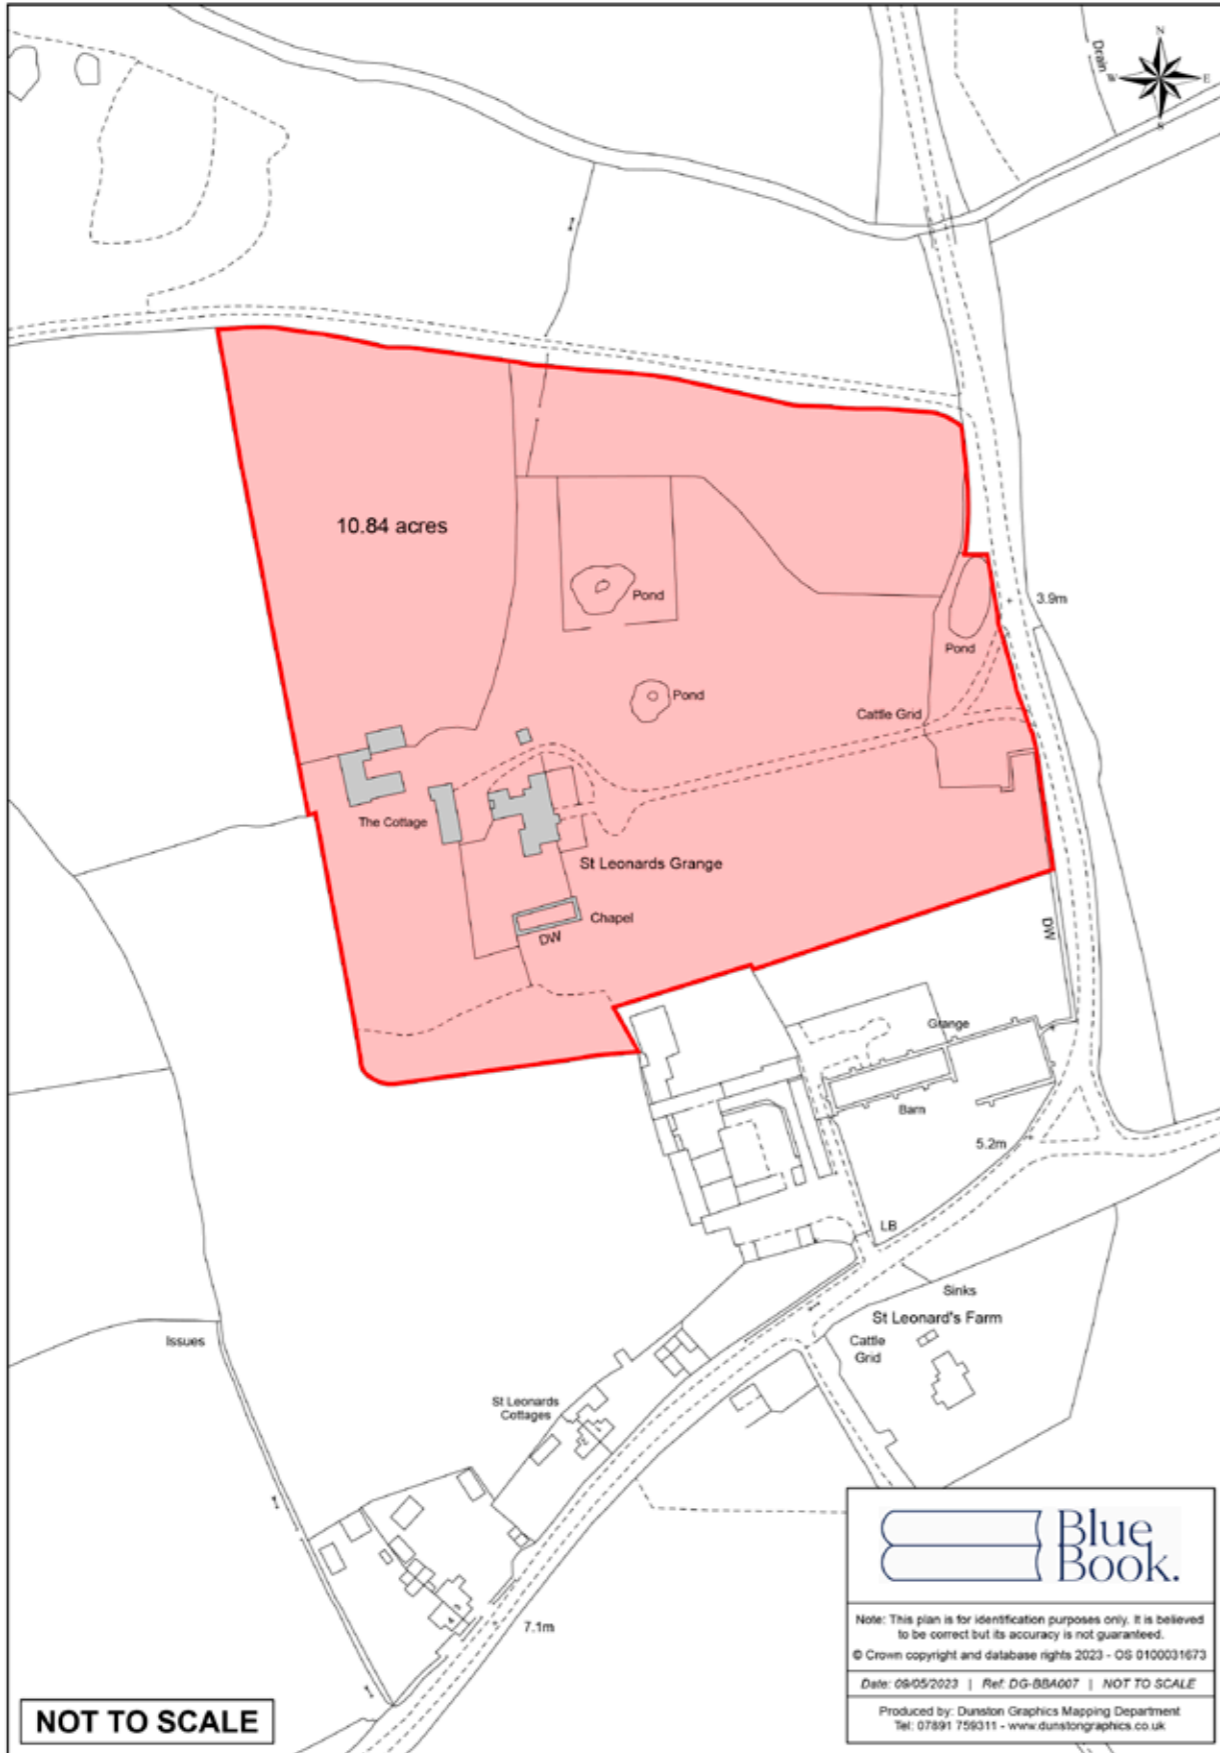 Drain
N
E
S
10.84 acres
Pond
3.9m
Pond
Pond
Cattle Grid
The Cottage
St Leonards Grange
Chapel
DW
DW
Grange
Barn
5.2m
LB
Sinks
St Leonard's Farm
Cattle
Grid
Issues
St Leonards
Cottages
7.1m
Blue
Book.
Note: This plan is for identification purposes only. It is believed
to be correct but its accuracy is not guaranteed.
© Crown copyright and database rights 2023 - OS 0100031673
Date: 09/05/2023 | Ref: DG-BBA007 | NOT TO SCALE
Produced by: Dunston Graphics Mapping Department
Tel: 07891 759311 - www.dunstongraphics.co.uk
NOT TO SCALE